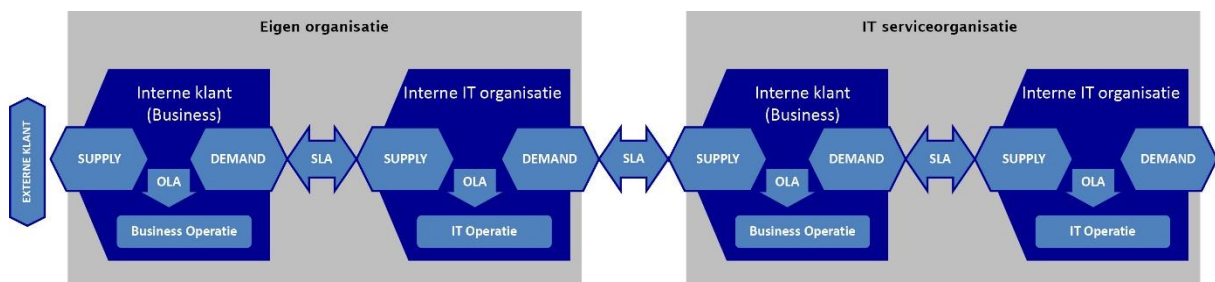 Eigen organisatie
IT serviceorganisatie
EXTERNE KLANT
Interne klant
(Business)
SUPPLY
DEMAND
OLA
Business Operatie
SLA
Interne IT organisatie
SUPPLY
DEMAND
OLA
IT Operatie
SLA
Interne klant
(Business)
SUPPLY
DEMAND
OLA
Business Operatie
SLA
Interne IT organisatie
SUPPLY
DEMAND
OLA
IT Operatie